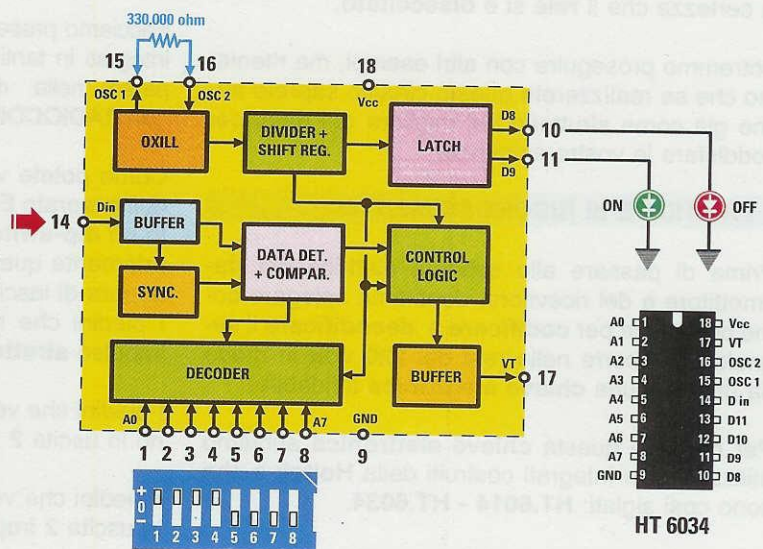 330.000 ohm
15
16
18
OSC 1
OSC 2
Vcc
OXILL
DIVIDER +
SHIFT REG.
LATCH
D8
10
D9
11
ON
OFF
14
Din
BUFFER
SYNC.
DATA DET.
+ COMPAR.
CONTROL
LOGIC
DECODER
BUFFER
VT
17
A0
A7
GND
1 2 3 4 5 6 7 8
9
+
0
–
1 2 3 4 5 6 7 8
A0 1 18 Vcc
A1 2 17 VT
A2 3 16 OSC 2
A3 4 15 OSC 1
A4 5 14 D in
A5 6 13 D11
A6 7 12 D10
A7 8 11 D9
GND 9 10 D8
HT 6034